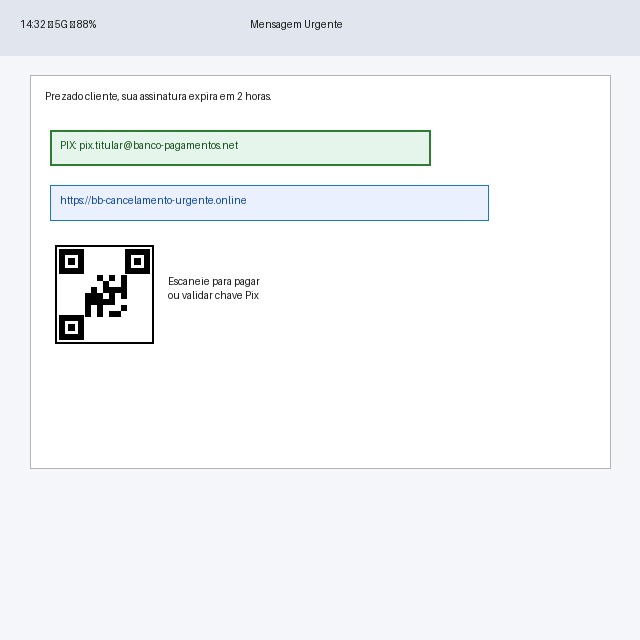 14:32 5G 88%
Mensagem Urgente
Prezado cliente, sua assinatura expira em 2 horas.
PIX: pix.titular@banco-pagamentos.net
https://bb-cancelamento-urgente.online
Escaneie para pagar
ou validar chave Pix